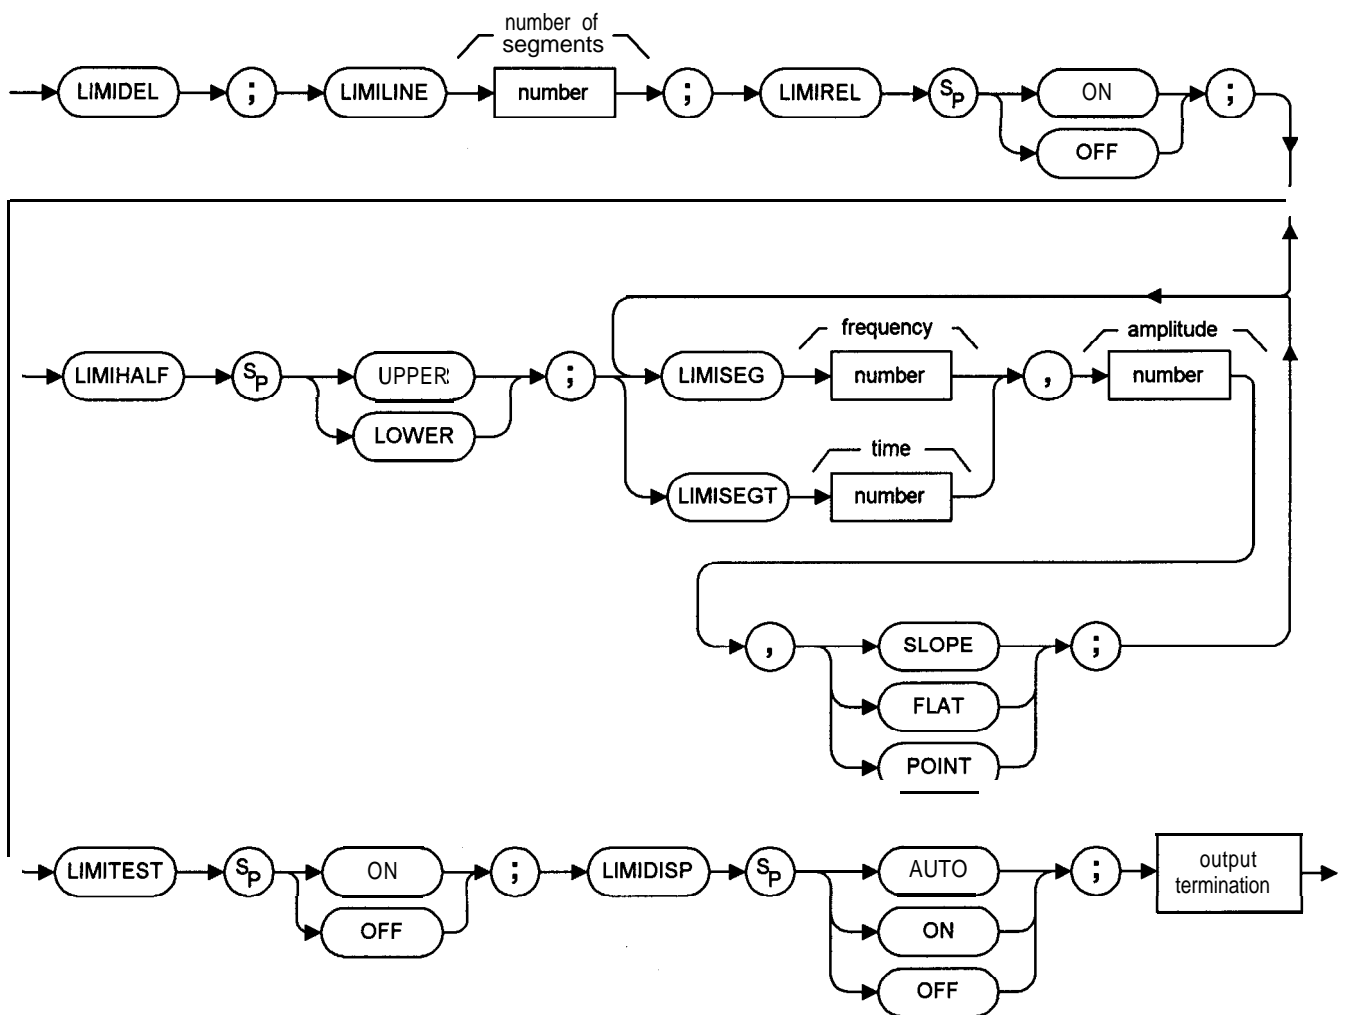 number of
segments
LIMIDEL ; LIMILINE number ; LIMIREL SP ON ;
OFF
frequency amplitude
LIMIHALF SP UPPER ; LIMISEG number , number
LOWER
time
LIMISEGT number
, SLOPE ;
FLAT
POINT
LIMITEST SP ON ; LIMIDISP SP AUTO ; output
termination
OFF ON
OFF